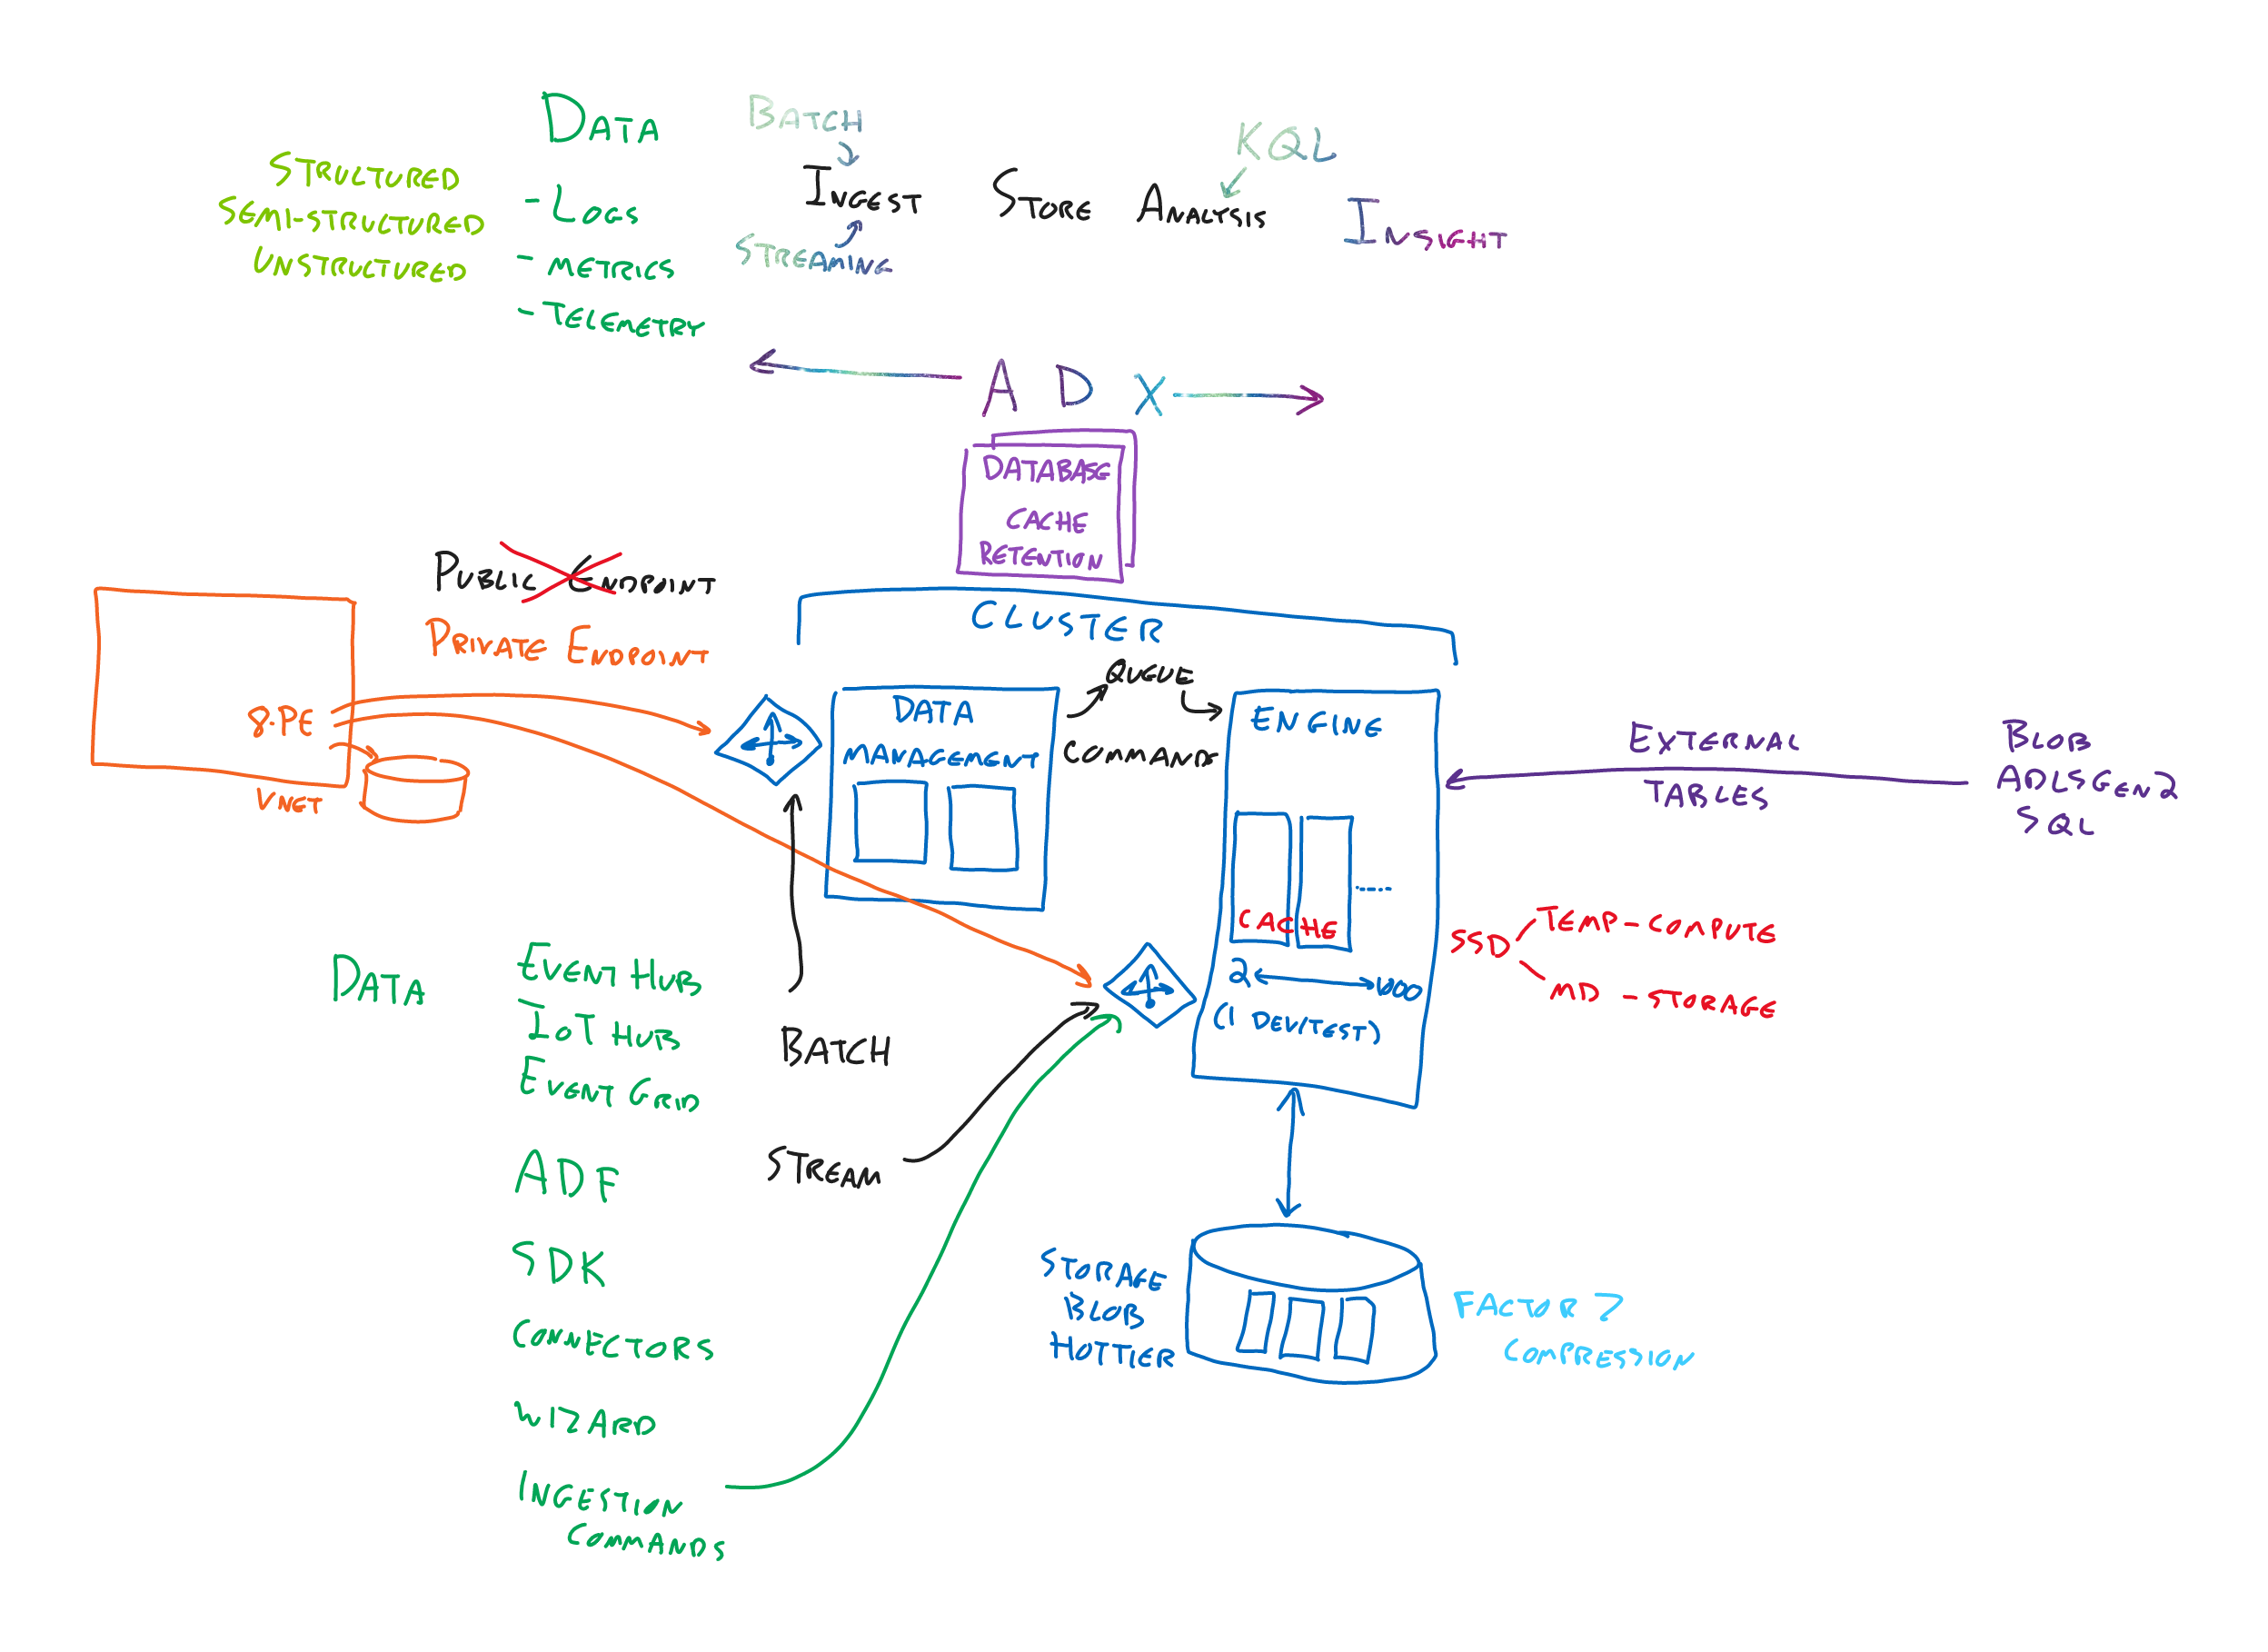 DATA
STRUCTURED
SEMI-STRUCTURED
UNSTRUCTURED
- LOGS
- METRICS
- TELEMETRY
BATCH
INGEST
STREAMING
STORE
KQL
ANALYSIS
INSIGHT
ADX
DATABASE
CACHE
RETENTION
PUBLIC ENDPOINT
PRIVATE ENDPOINT
8·PE
VNET
CLUSTER
DATA
MANAGEMENT
QUEUE
COMMANDS
ENGINE
CACHE
2 1000
(1 DEV/TEST)
EXTERNAL
TABLES
BLOB
ADLSGEN2
SQL
SSD
TEMP - COMPUTE
MD - STORAGE
DATA
EVENT HUB
IOT HUB
EVENT GRID
ADF
SDK
CONNECTORS
WIZARD
INGESTION
COMMANDS
BATCH
STREAM
STORAGE
BLOB
HOT TIER
FACTOR 7
COMPRESSION